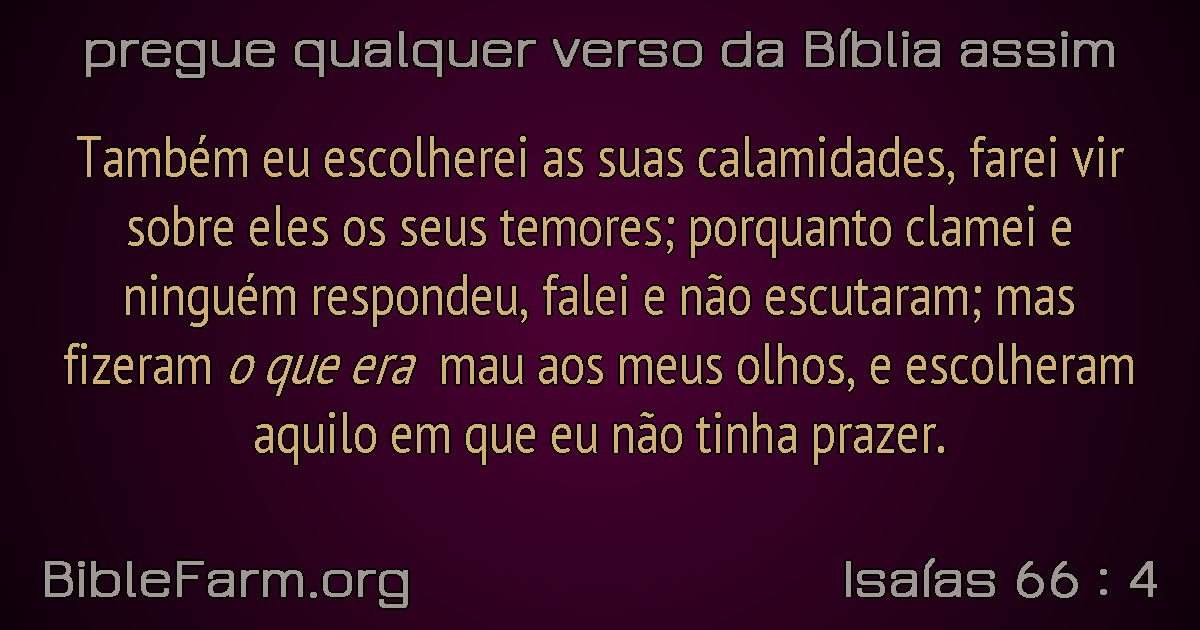 pregue qualquer verso da Bíblia assim
Também eu escolherei as suas calamidades, farei vir
sobre eles os seus temores; porquanto clamei e
ninguém respondeu, falei e não escutaram; mas
fizeram o que era mau aos meus olhos, e escolheram
aquilo em que eu não tinha prazer.
BibleFarm.org
Isaías 66 : 4